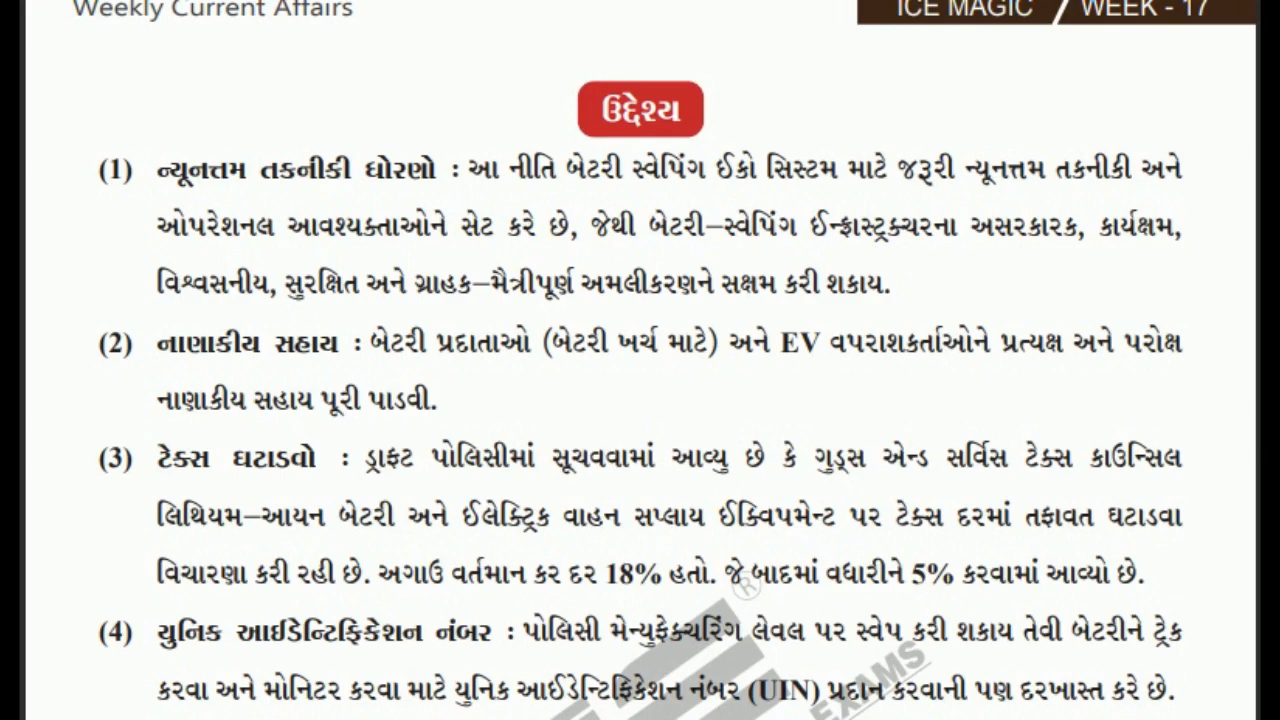 Weekly Current Affairs
ICE MAGIC / WEEK - 17
ઉદ્દેશ્ય
(1) ન્યૂનત્તમ તકનીકી ધોરણો : આ નીતિ બેટરી સ્વેપિંગ ઈકો સિસ્ટમ માટે જરૂરી ન્યૂનત્તમ તકનીકી અને
ઓપરેશનલ આવશ્યક્તાઓને સેટ કરે છે, જેથી બેટરી-સ્વેપિંગ ઈન્ફ્રાસ્ટ્રક્ચરના અસરકારક, કાર્યક્ષમ,
વિશ્વસનીય, સુરક્ષિત અને ગ્રાહક-મૈત્રીપૂર્ણ અમલીકરણને સક્ષમ કરી શકાય.
(2) નાણાકીય સહાય : બેટરી પ્રદાતાઓ (બેટરી ખર્ચ માટે) અને EV વપરાશકર્તાઓને પ્રત્યક્ષ અને પરોક્ષ
નાણાકીય સહાય પૂરી પાડવી.
(3) ટેક્સ ઘટાડવો : ડ્રાફ્ટ પોલિસીમાં સૂચવવામાં આવ્યુ છે કે ગુડ્સ એન્ડ સર્વિસ ટેક્સ કાઉન્સિલ
લિથિયમ-આયન બેટરી અને ઈલેક્ટ્રિક વાહન સપ્લાય ઈક્વિપમેન્ટ પર ટેક્સ દરમાં તફાવત ઘટાડવા
વિચારણા કરી રહી છે. અગાઉ વર્તમાન કર દર 18% હતો. જે બાદમાં વધારીને 5% કરવામાં આવ્યો છે.
(4) યુનિક આઈડેન્ટિફિકેશન નંબર : પોલિસી મેન્યુફેક્ચરિંગ લેવલ પર સ્વેપ કરી શકાય તેવી બેટરીને ટ્રેક
કરવા અને મોનિટર કરવા માટે યુનિક આઈડેન્ટિફિકેશન નંબર (UIN) પ્રદાન કરવાની પણ દરખાસ્ત કરે છે.
®
EXAMS